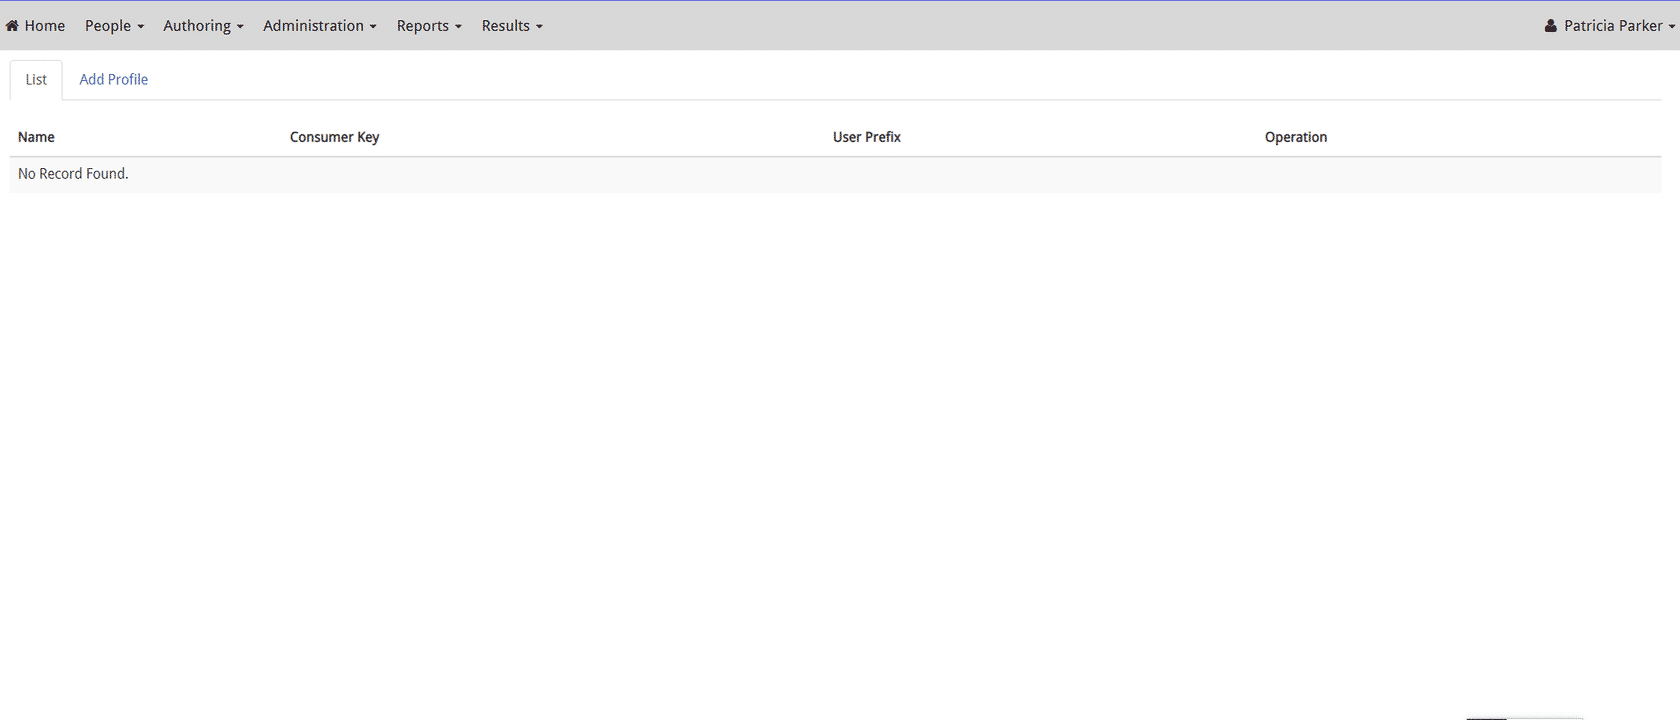 Home People Authoring Administration Reports Results Patricia Parker
List Add Profile
Name Consumer Key User Prefix Operation
No Record Found.